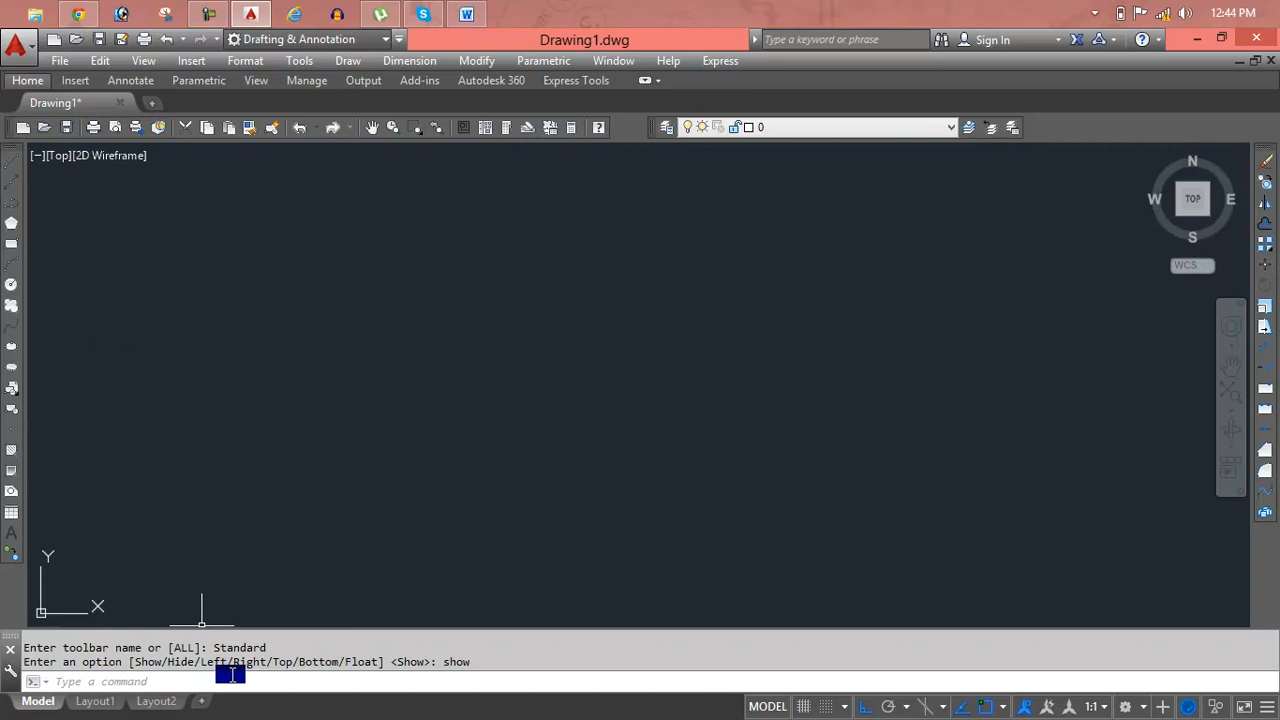 12:44 PM
Drafting & Annotation
Drawing1.dwg
Type a keyword or phrase
Sign In
File Edit View Insert Format Tools Draw Dimension Modify Parametric Window Help Express
Home Insert Annotate Parametric View Manage Output Add-ins Autodesk 360 Express Tools
Drawing1*
0
[−][Top][2D Wireframe]
N
W TOP E
S
WCS
Y
X
Enter toolbar name or [ALL]: Standard
Enter an option [Show/Hide/Left/Right/Top/Bottom/Float] <Show>: show
Type a command
Model Layout1 Layout2 + MODEL 1:1